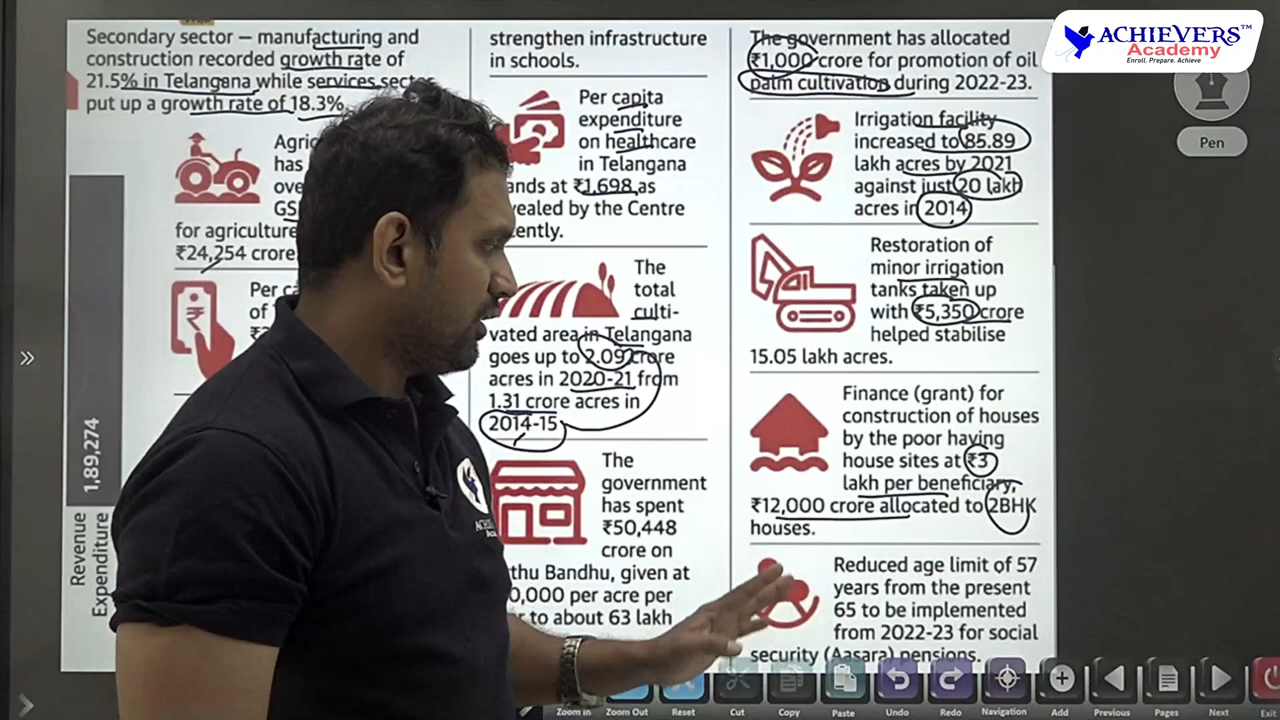 Secondary sector — manufacturing and
construction recorded growth rate of
21.5% in Telangana while services sector
put up a growth rate of 18.3%.
has
for agriculture
₹24,254 crore
of
₹
1,89,274
Revenue
Expenditure
strengthen infrastructure
in schools.
Per capita
expenditure
on healthcare
in Telangana
ands at ₹1,698 as
vealed by the Centre
cently.
The
total
culti-
vated area in Telangana
goes up to 2.09 crore
acres in 2020-21 from
1.31 crore acres in
2014-15
The
government
has spent
₹50,448
crore on
thu Bandhu, given at
0,000 per acre per
to about 63 lakh
The government has allocated
₹1,000 crore for promotion of oil
palm cultivation during 2022-23.
Irrigation facility
increased to 85.89
lakh acres by 2021
against just 20 lakh
acres in 2014
Restoration of
minor irrigation
tanks taken up
with ₹5,350 crore
helped stabilise
15.05 lakh acres.
Finance (grant) for
construction of houses
by the poor having
house sites at ₹3
lakh per beneficiary,
₹12,000 crore allocated to 2BHK
houses.
Reduced age limit of 57
years from the present
65 to be implemented
from 2022-23 for social
security (Aasara) pensions.
ACHIEVERS™
Academy
Enroll. Prepare. Achieve.
Pen
Zoom in Zoom Out Reset Cut Copy Paste Undo Redo Navigation Add Previous Pages Next Exit